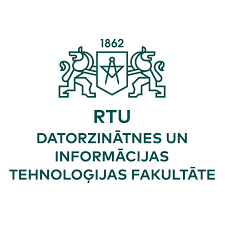 1862
RTU
DATORZINĀTNES UN
INFORMĀCIJAS
TEHNOLOĢIJAS FAKULTĀTE